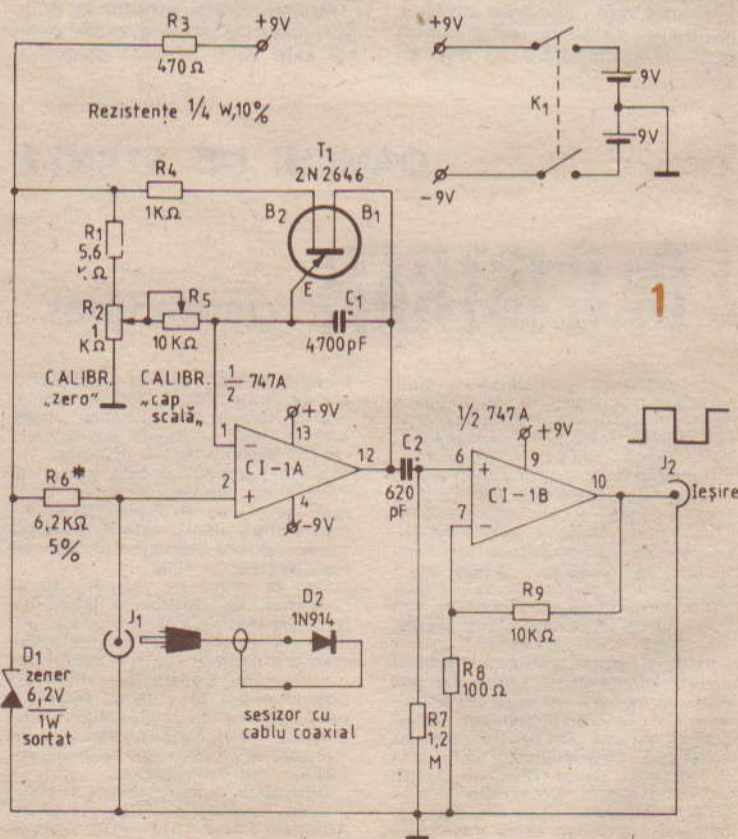 R3
+9V
470Ω
Rezistențe 1/4 W,10%
+9V
9V
K1
9V
-9V
T1
2N2646
R4
1KΩ
B2
B1
E
R1
5,6
KΩ
R2
1
KΩ
R5
10KΩ
C1
4700pF
1
CALIBR.
„zero"
CALIBR.
„cap
scală„
1/2 747A
+9V
13
1
-
CI-1A
12
2
+
4
-9V
C2
620
pF
1/2 747A
+9V
9
6
+
CI-1B
10
7
-
J2
Ieșire
R6*
6,2KΩ
5%
R9
10KΩ
J1
D2
1N914
R8
100Ω
D1
zener
6,2V
1W
sortat
sesizor cu
cablu coaxial
R7
1,2
M